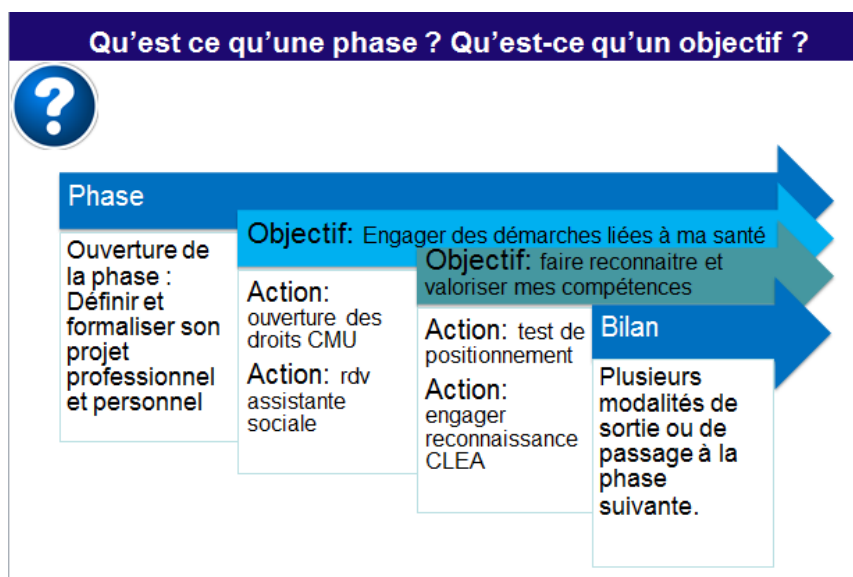 Qu’est ce qu’une phase ? Qu’est-ce qu’un objectif ?
?
Phase
Ouverture de
la phase :
Définir et
formaliser son
projet
professionnel
et personnel
Objectif: Engager des démarches liées à ma santé
Action:
ouverture des
droits CMU
Action: rdv
assistante
sociale
Objectif: faire reconnaitre et
valoriser mes compétences
Action: test de
positionnement
Action:
engager
reconnaissance
CLEA
Bilan
Plusieurs
modalités de
sortie ou de
passage à la
phase
suivante.